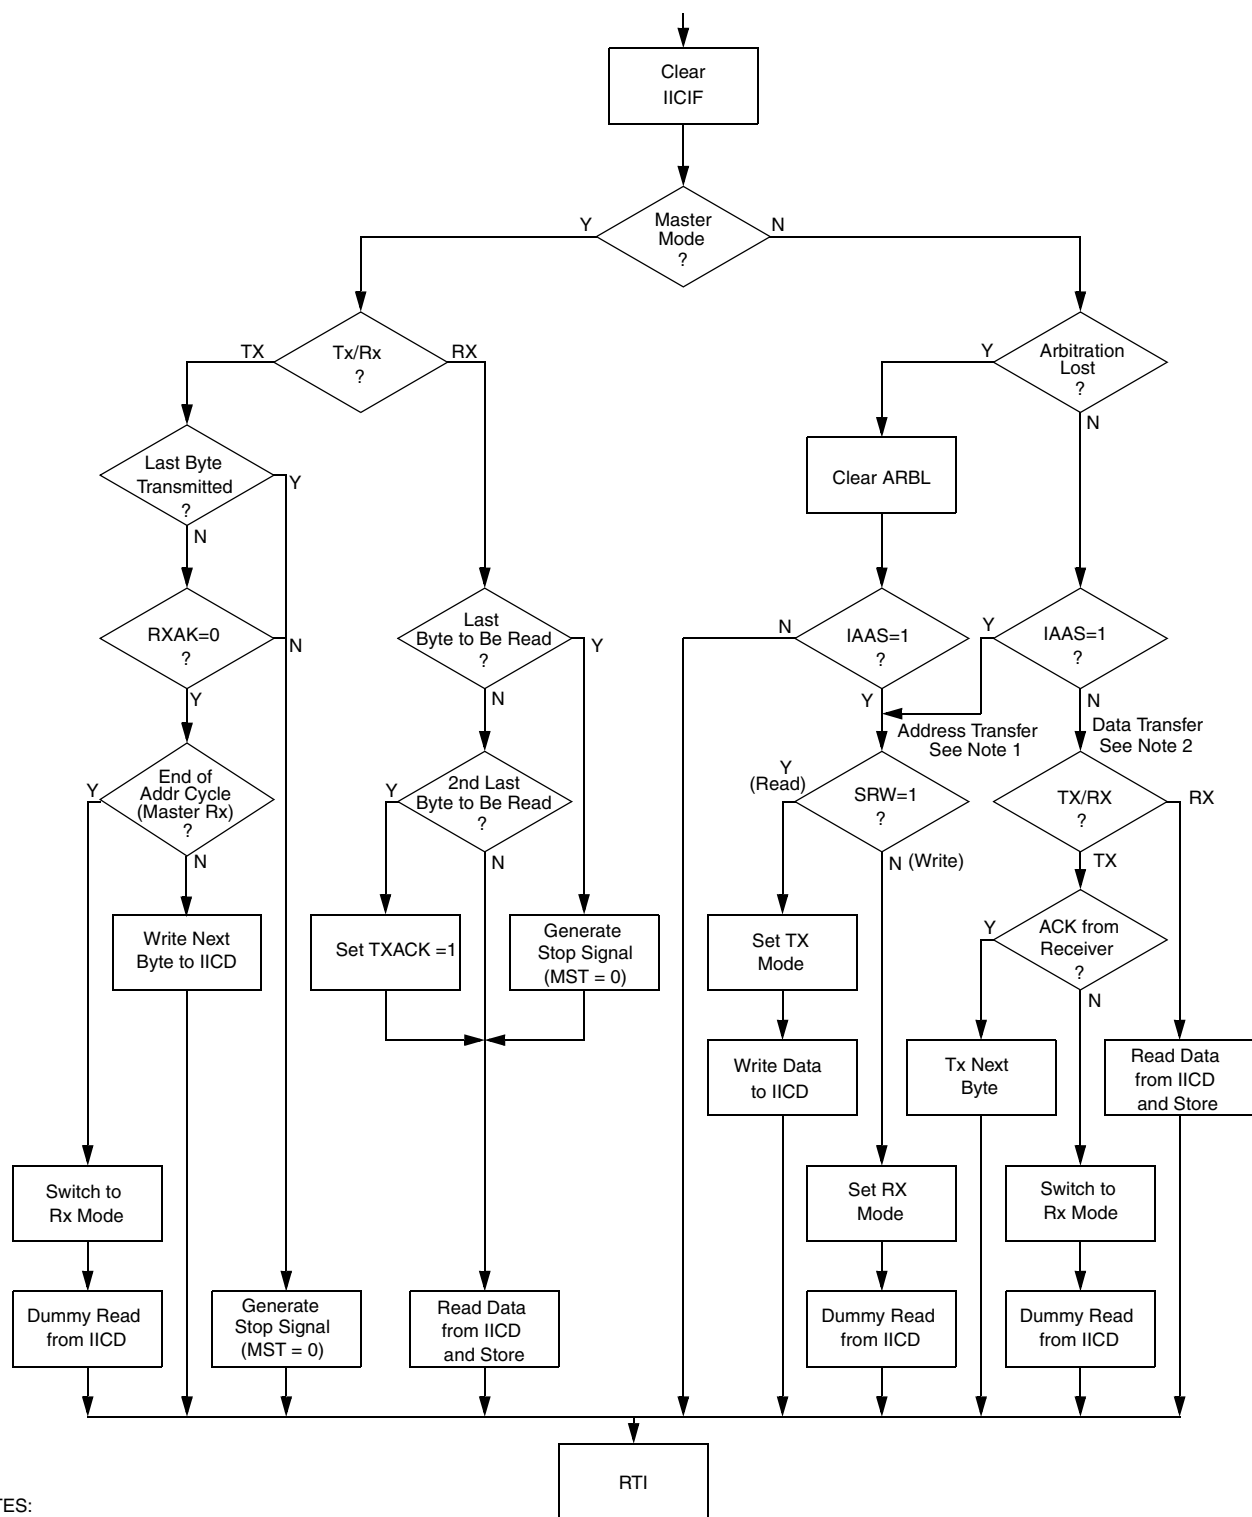 Clear
IICIF
Master
Mode
?
Y
N
Tx/Rx
?
TX
RX
Arbitration
Lost
?
Y
N
Last Byte
Transmitted
?
Y
N
Clear ARBL
RXAK=0
?
N
Y
Last
Byte to Be Read
?
Y
N
IAAS=1
?
N
Y
IAAS=1
?
Y
N
Address Transfer
See Note 1
Data Transfer
See Note 2
End of
Addr Cycle
(Master Rx)
?
Y
N
2nd Last
Byte to Be Read
?
Y
N
Y
(Read)
SRW=1
?
N (Write)
TX/RX
?
RX
TX
Write Next
Byte to IICD
Set TXACK =1
Generate
Stop Signal
(MST = 0)
Set TX
Mode
Y
ACK from
Receiver
?
N
Write Data
to IICD
Tx Next
Byte
Read Data
from IICD
and Store
Switch to
Rx Mode
Set RX
Mode
Switch to
Rx Mode
Dummy Read
from IICD
Generate
Stop Signal
(MST = 0)
Read Data
from IICD
and Store
Dummy Read
from IICD
Dummy Read
from IICD
RTI
TES: